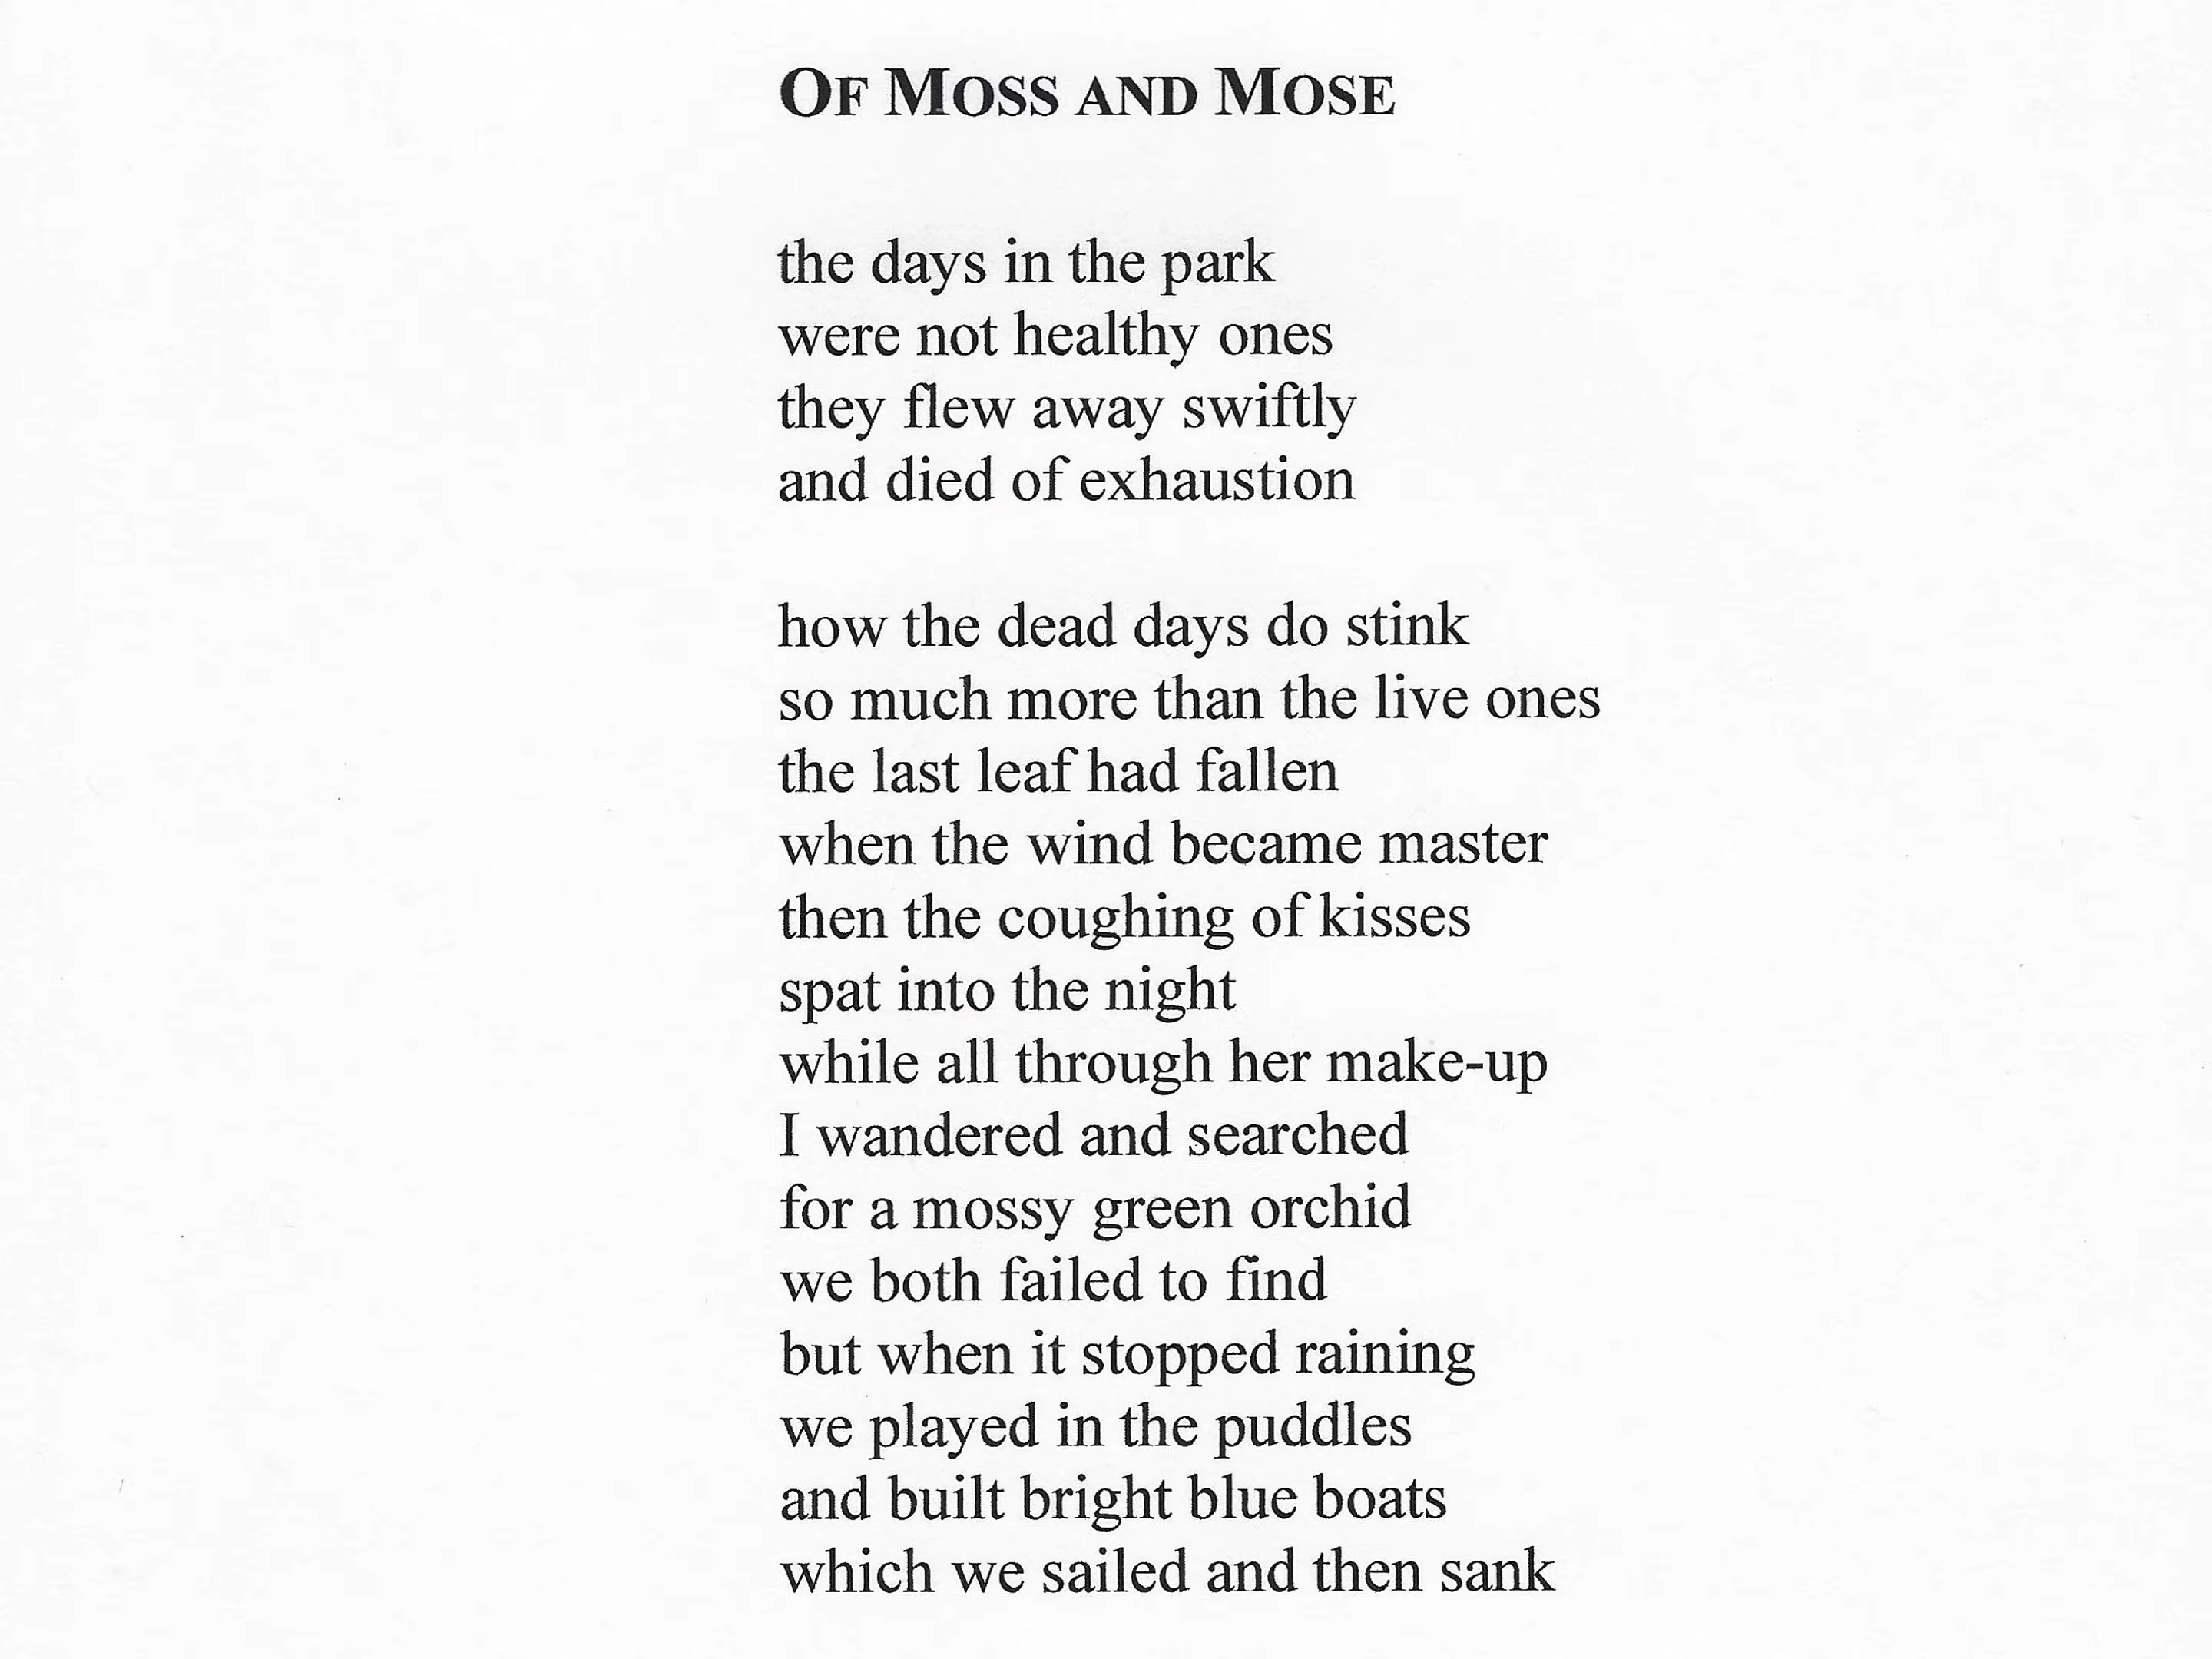 OF MOSS AND MOSE
the days in the park
were not healthy ones
they flew away swiftly
and died of exhaustion
how the dead days do stink
so much more than the live ones
the last leaf had fallen
when the wind became master
then the coughing of kisses
spat into the night
while all through her make-up
I wandered and searched
for a mossy green orchid
we both failed to find
but when it stopped raining
we played in the puddles
and built bright blue boats
which we sailed and then sank